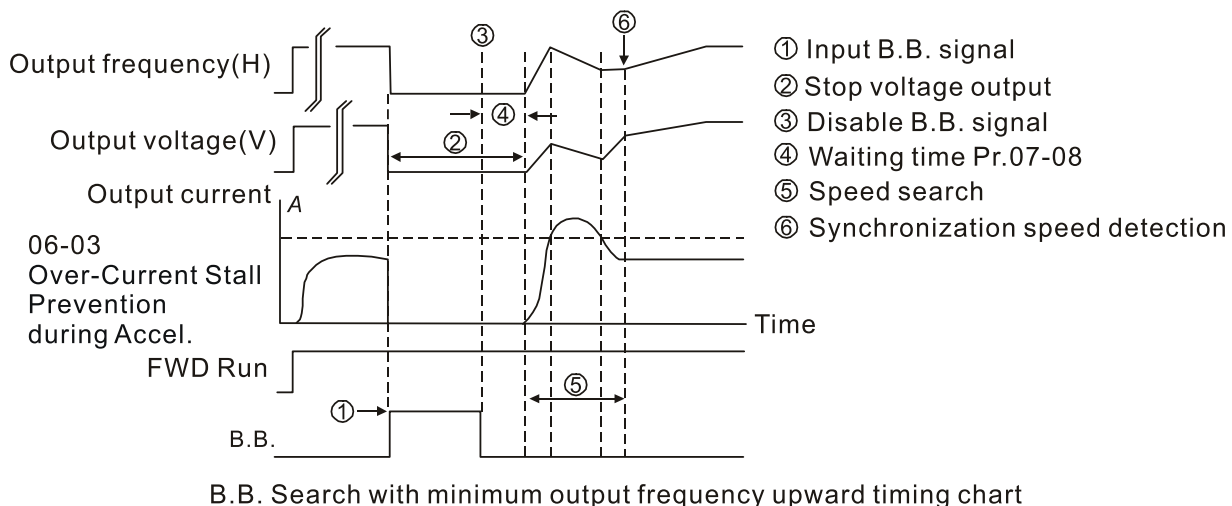 ⑥
③
Output frequency(H)
④
Output voltage(V)
②
Output current
A
06-03
Over-Current Stall
Prevention
during Accel.
Time
FWD Run
⑤
①
B.B.
① Input B.B. signal
② Stop voltage output
③ Disable B.B. signal
④ Waiting time Pr.07-08
⑤ Speed search
⑥ Synchronization speed detection
B.B. Search with minimum output frequency upward timing chart